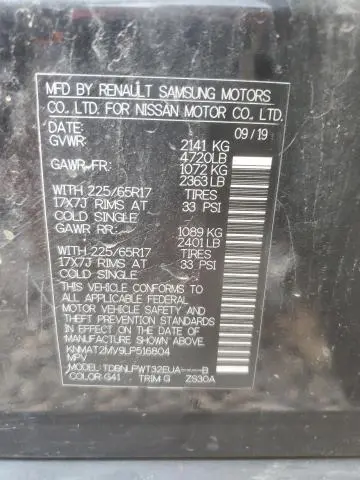 MFD BY RENAULT SAMSUNG MOTORS
CO., LTD. FOR NISSAN MOTOR CO., LTD.
DATE: 09/19
GVWR: 2141 KG
4720LB
GAWR FR: 1072 KG
2363 LB
WITH 225/65R17 TIRES
17X7J RIMS AT 33 PSI
COLD SINGLE
GAWR RR: 1089 KG
2401 LB
WITH 225/65R17 TIRES
17X7J RIMS AT 33 PSI
COLD SINGLE
THIS VEHICLE CONFORMS TO
ALL APPLICABLE FEDERAL
MOTOR VEHICLE SAFETY AND
THEFT PREVENTION STANDARDS
IN EFFECT ON THE DATE OF
MANUFACTURE SHOWN ABOVE
KNMAT2MV9LP516804
MPV
MODEL: TDBNLPWT32EUA----B
COLOR G41 TRIM G ZS30A